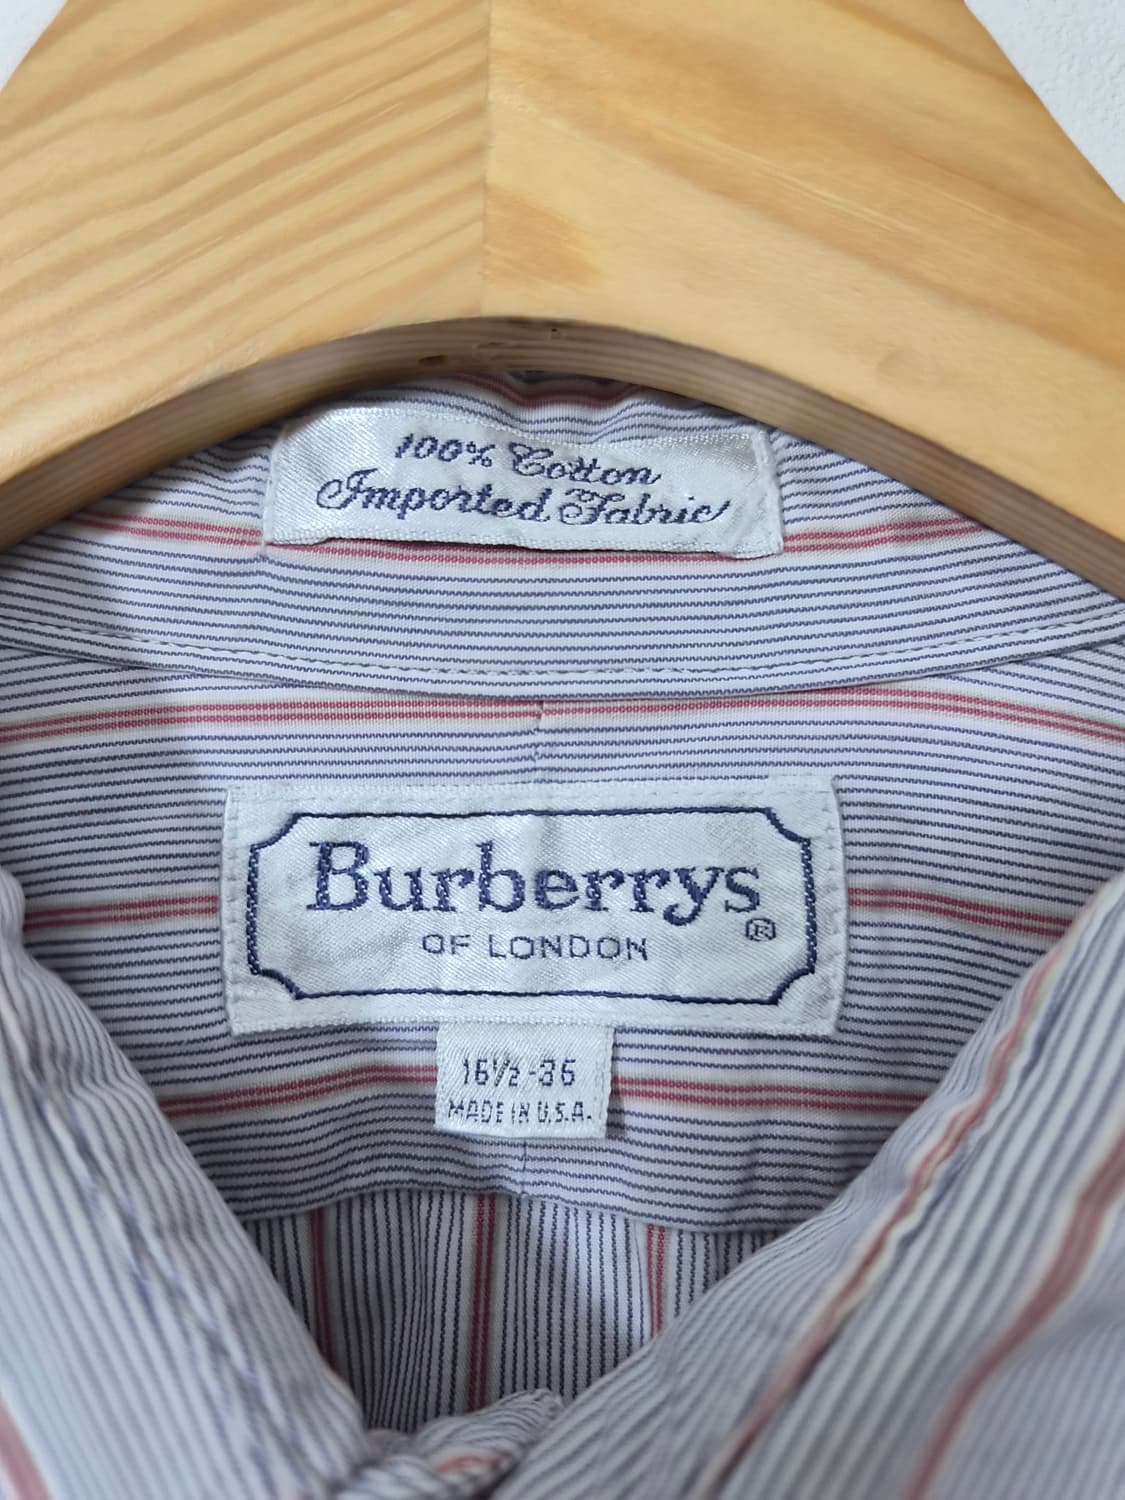 100% Cotton
Imported Fabric
Burberrys
®
OF LONDON
16½-36
MADE IN U.S.A.